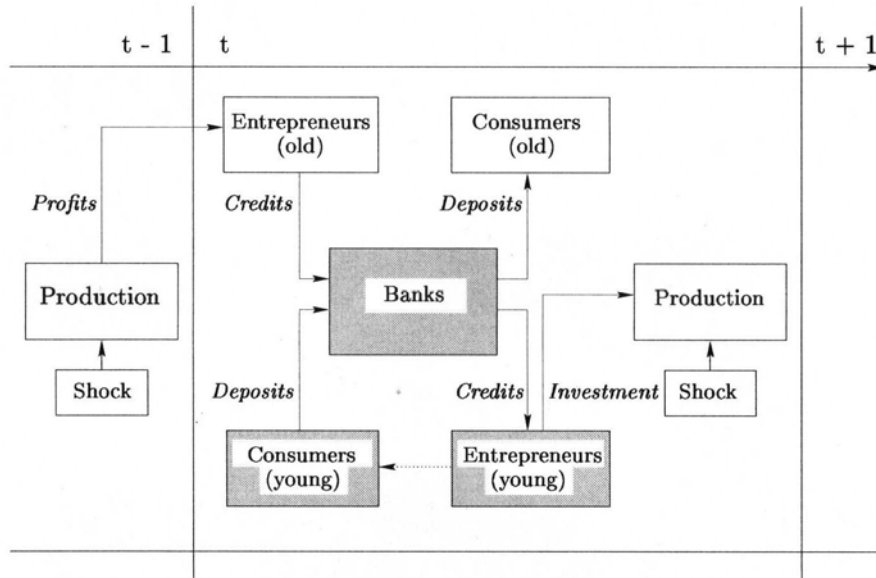 t - 1
t
t + 1
Entrepreneurs
(old)
Consumers
(old)
Profits
Credits
Deposits
Production
Banks
Production
Shock
Deposits
Credits
Investment
Shock
Consumers
(young)
Entrepreneurs
(young)